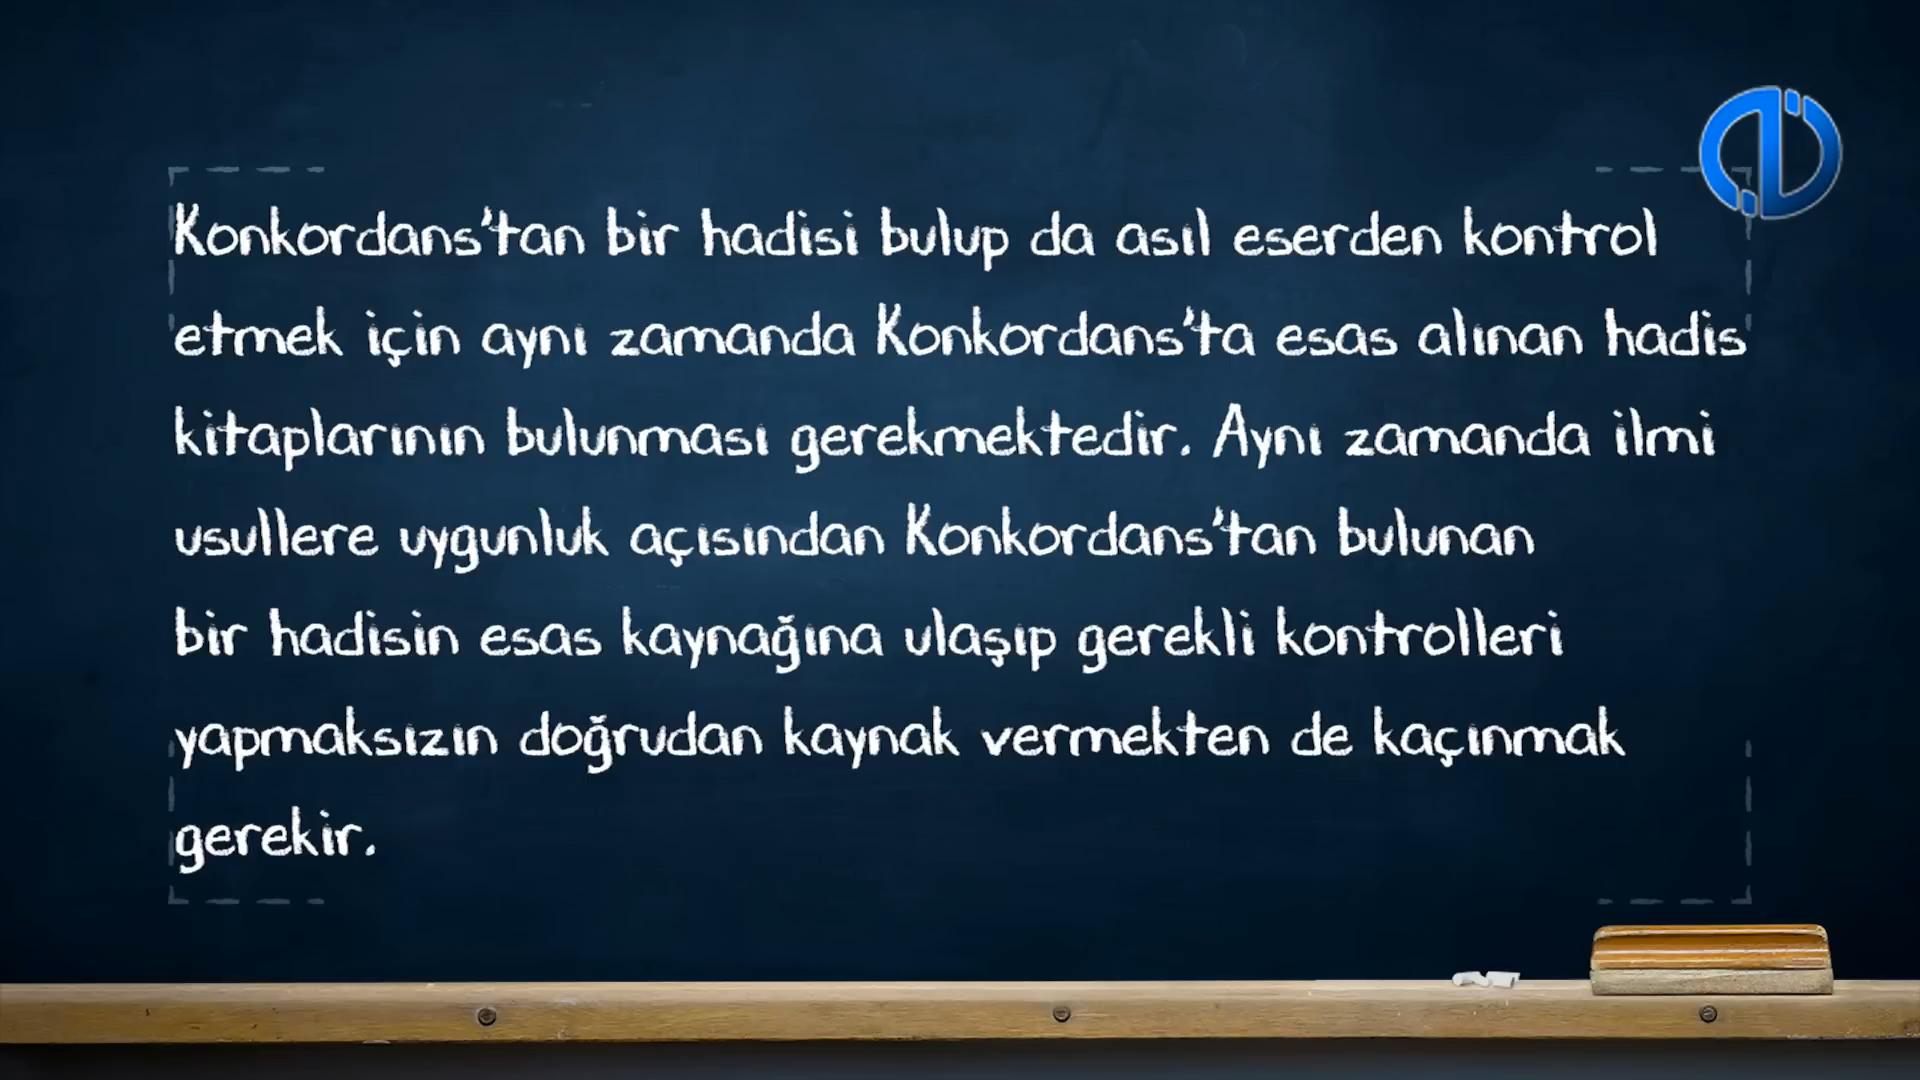 Konkordans'tan bir hadisi bulup da asıl eserden kontrol
etmek için aynı zamanda Konkordans'ta esas alınan hadis
kitaplarının bulunması gerekmektedir. Aynı zamanda ilmi
usullere uygunluk açısından Konkordans'tan bulunan
bir hadisin esas kaynağına ulaşıp gerekli kontrolleri
yapmaksızın doğrudan kaynak vermekten de kaçınmak
gerekir.